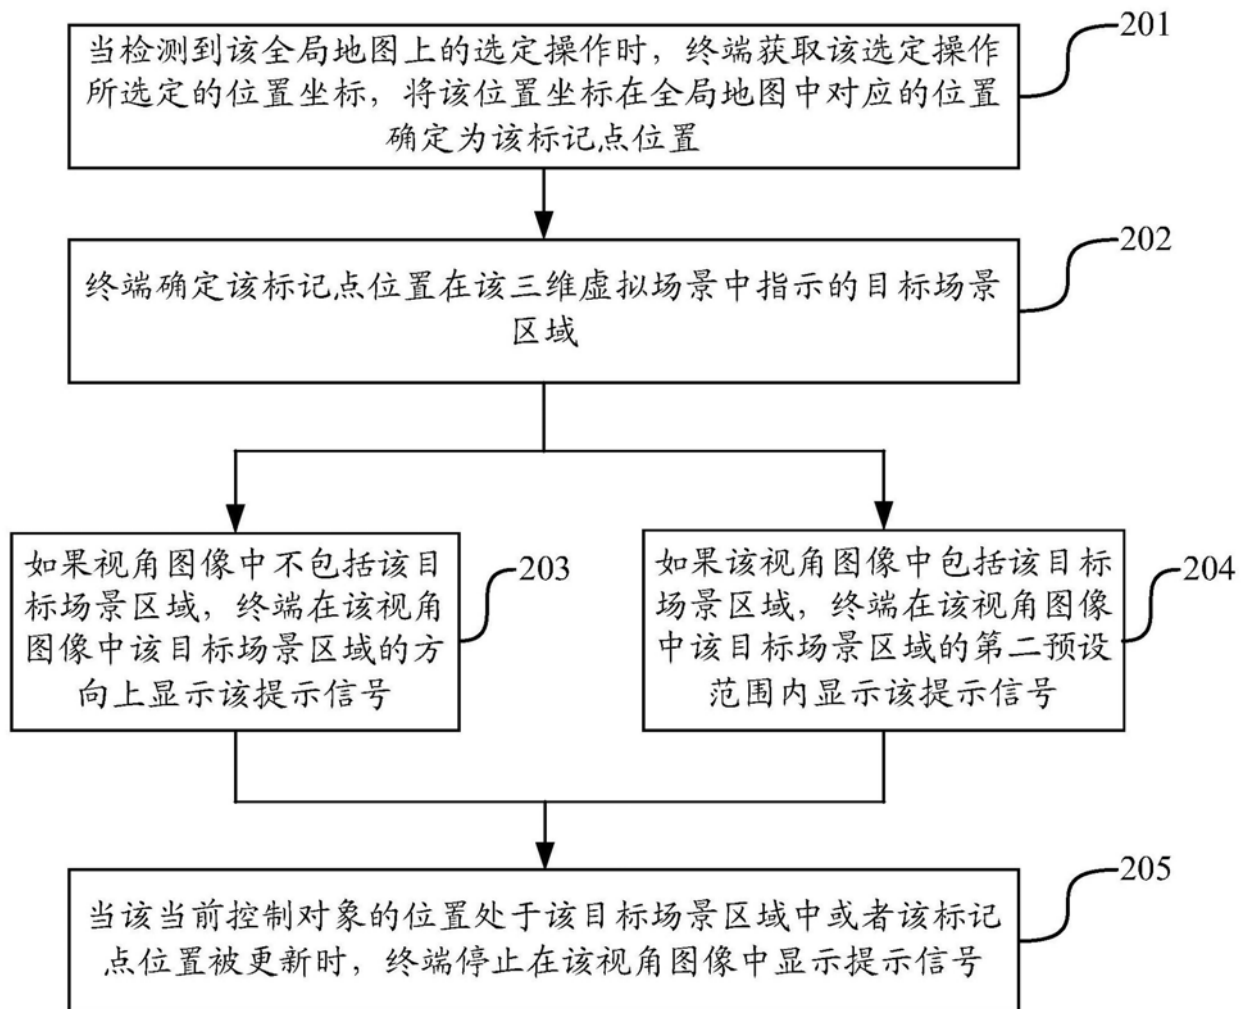 201
当检测到该全局地图上的选定操作时，终端获取该选定操作
所选定的位置坐标，将该位置坐标在全局地图中对应的位置
确定为该标记点位置
202
终端确定该标记点位置在该三维虚拟场景中指示的目标场景
区域
如果视角图像中不包括该目
标场景区域，终端在该视角
图像中该目标场景区域的方
向上显示该提示信号
203
如果该视角图像中包括该目标
场景区域，终端在该视角图像
中该目标场景区域的第二预设
范围内显示该提示信号
204
205
当该当前控制对象的位置处于该目标场景区域中或者该标记
点位置被更新时，终端停止在该视角图像中显示提示信号